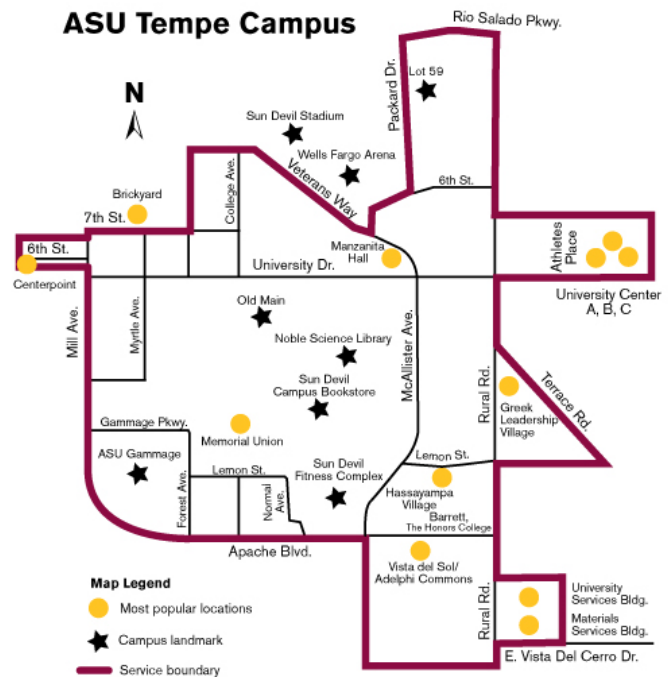 ASU Tempe Campus
Rio Salado Pkwy.
N
Packard Dr.
Lot 59
Sun Devil Stadium
Wells Fargo Arena
Veterans Way
6th St.
College Ave.
Brickyard
7th St.
6th St.
Centerpoint
Manzanita
Hall
University Dr.
Athletes
Place
University Center
A, B, C
Mill Ave.
Myrtle Ave.
Old Main
Noble Science Library
Sun Devil
Campus Bookstore
McAllister Ave.
Rural Rd.
Terrace Rd.
Greek
Leadership
Village
Gammage Pkwy.
Memorial Union
ASU Gammage
Forest Ave.
Lemon St.
Normal
Ave.
Sun Devil
Fitness Complex
Lemon St.
Hassayampa
Village
Barrett,
The Honors College
Apache Blvd.
Vista del Sol/
Adelphi Commons
Rural Rd.
University
Services Bldg.
Materials
Services Bldg.
E. Vista Del Cerro Dr.
Map Legend
Most popular locations
Campus landmark
Service boundary